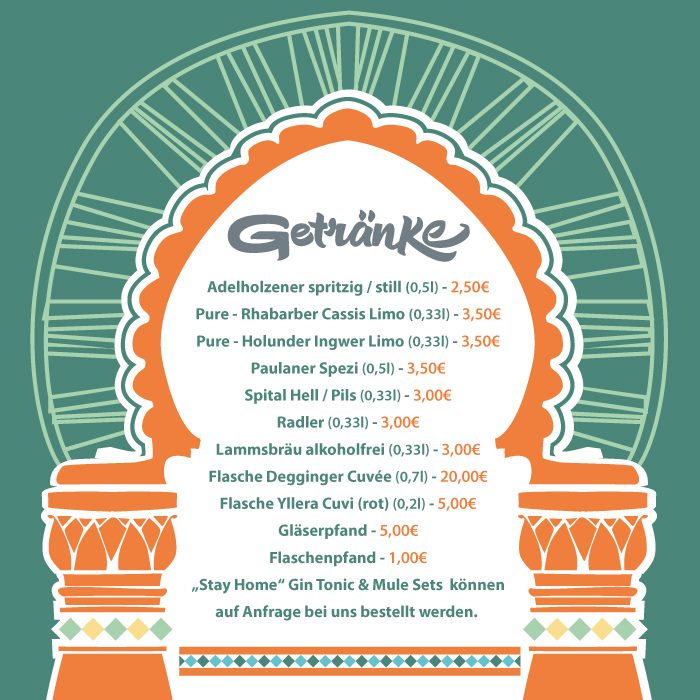 Getränke
Adelholzener spritzig / still (0,5l) - 2,50€
Pure - Rhabarber Cassis Limo (0,33l) - 3,50€
Pure - Holunder Ingwer Limo (0,33l) - 3,50€
Paulaner Spezi (0,5l) - 3,50€
Spital Hell / Pils (0,33l) - 3,00€
Radler (0,33l) - 3,00€
Lammsbräu alkoholfrei (0,33l) - 3,00€
Flasche Degginger Cuvée (0,7l) - 20,00€
Flasche Yllera Cuvi (rot) (0,2l) - 5,00€
Gläserpfand - 5,00€
Flaschenpfand - 1,00€
„Stay Home“ Gin Tonic & Mule Sets können
auf Anfrage bei uns bestellt werden.